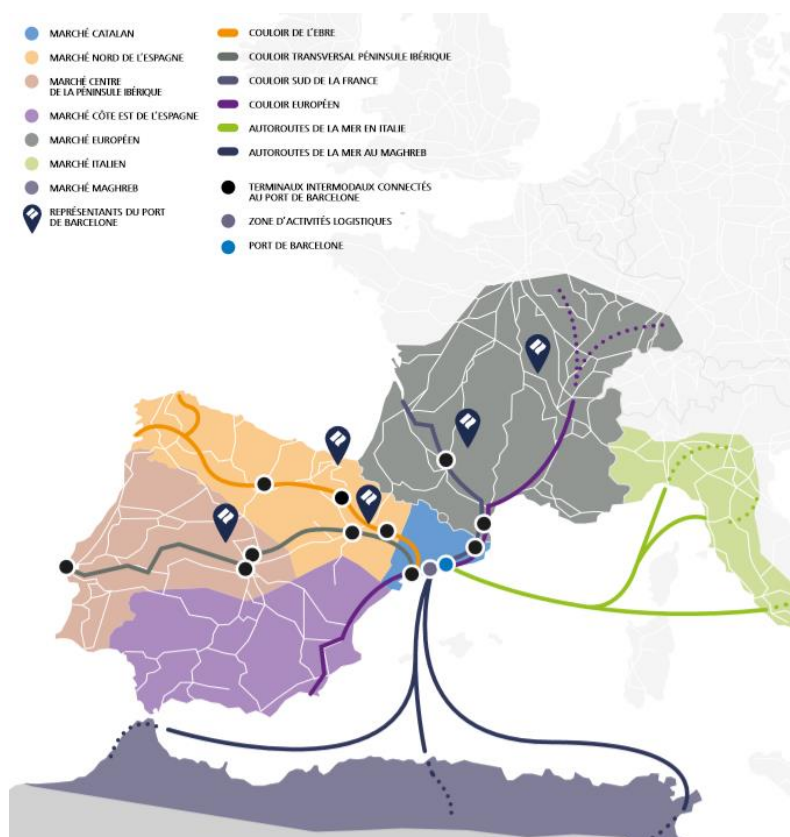 MARCHÉ CATALAN
MARCHÉ NORD DE L'ESPAGNE
MARCHÉ CENTRE
DE LA PÉNINSULE IBÉRIQUE
MARCHÉ CÔTE EST DE L'ESPAGNE
MARCHÉ EUROPÉEN
MARCHÉ ITALIEN
MARCHÉ MAGHREB
REPRÉSENTANTS DU PORT
DE BARCELONE
COULOIR DE L'EBRE
COULOIR TRANSVERSAL PÉNINSULE IBÉRIQUE
COULOIR SUD DE LA FRANCE
COULOIR EUROPÉEN
AUTOROUTES DE LA MER EN ITALIE
AUTOROUTES DE LA MER AU MAGHREB
TERMINAUX INTERMODAUX CONNECTÉS
AU PORT DE BARCELONE
ZONE D'ACTIVITÉS LOGISTIQUES
PORT DE BARCELONE